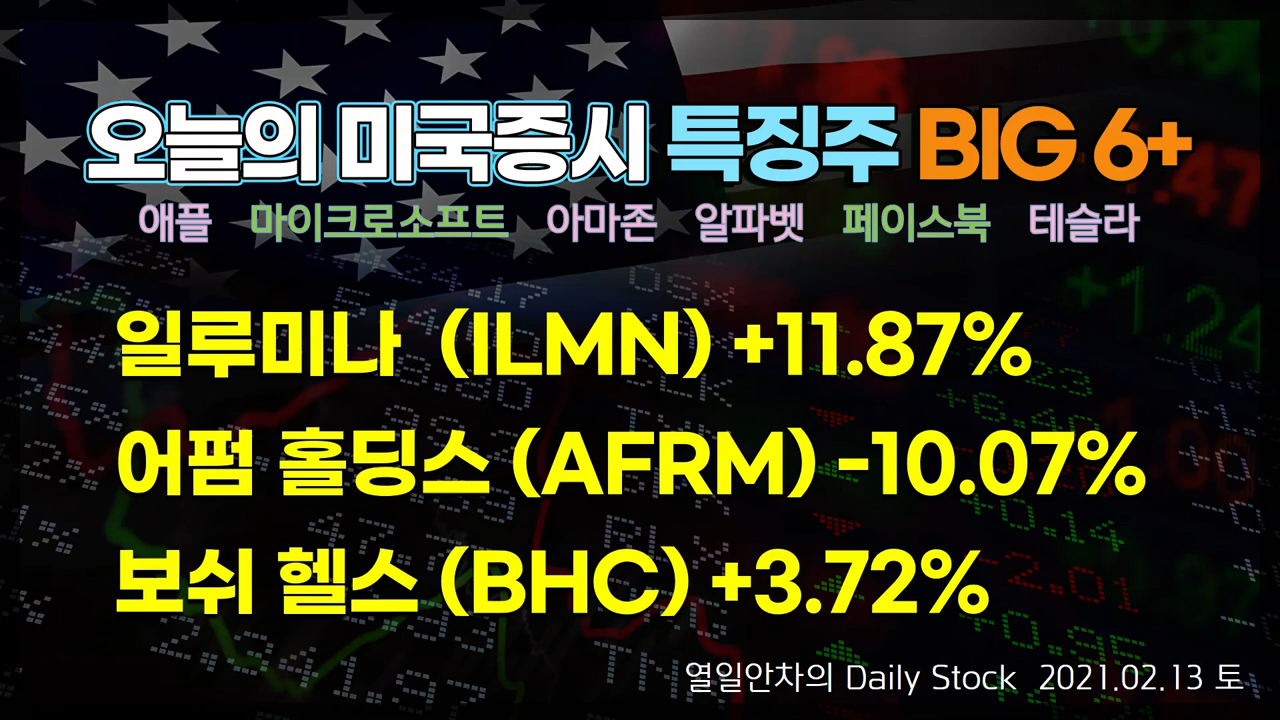 오늘의 미국증시 특징주 BIG 6+
애플 마이크로소프트 아마존 알파벳 페이스북 테슬라
일루미나 (ILMN) +11.87%
어펌 홀딩스 (AFRM) -10.07%
보쉬 헬스 (BHC) +3.72%
열일안차의 Daily Stock 2021.02.13 토